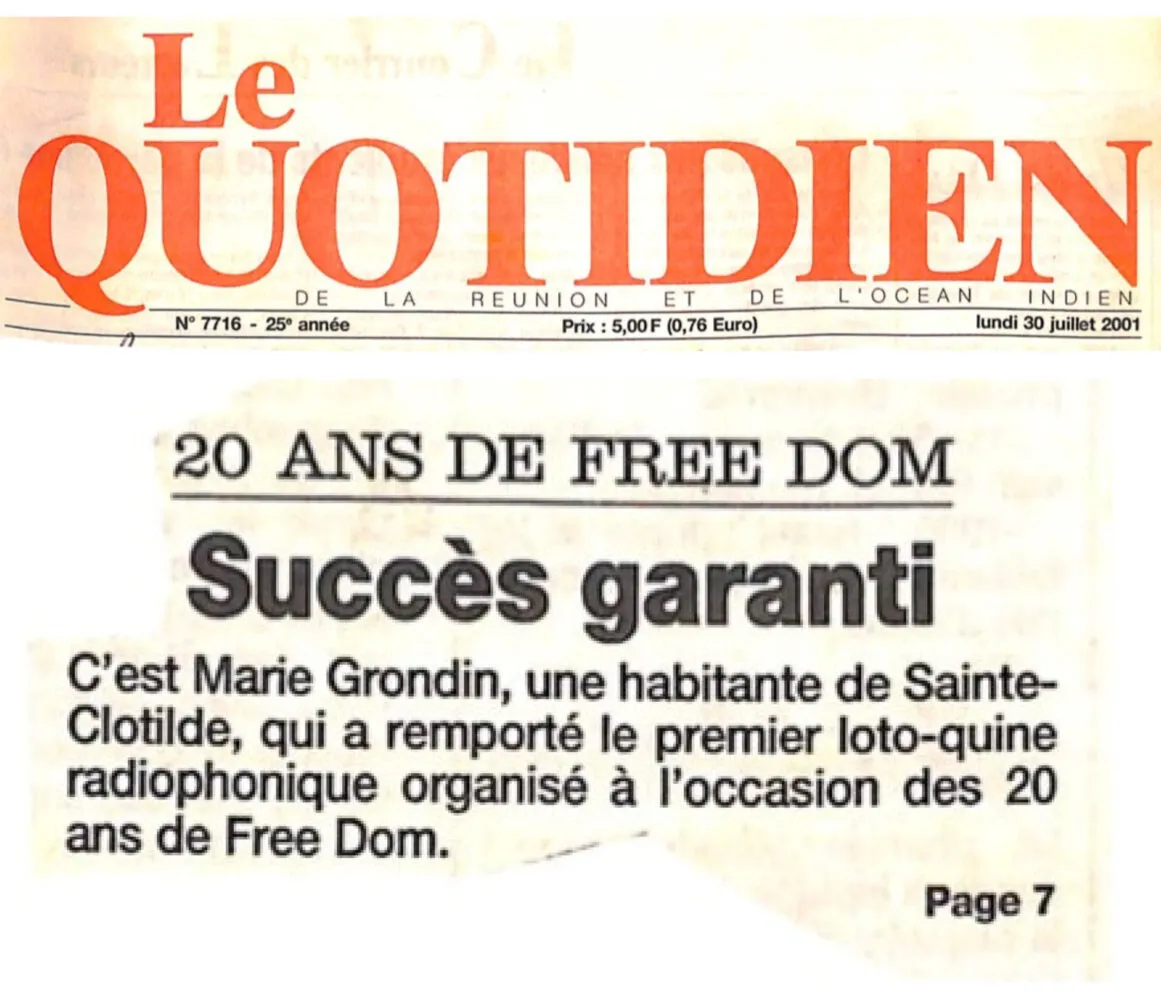 Le
QUOTIDIEN
DE LA REUNION ET DE L'OCEAN INDIEN
N° 7716 - 25e année Prix : 5,00 F (0,76 Euro) lundi 30 juillet 2001
20 ANS DE FREE DOM
Succès garanti
C'est Marie Grondin, une habitante de Sainte-
Clotilde, qui a remporté le premier loto-quine
radiophonique organisé à l'occasion des 20
ans de Free Dom.
Page 7